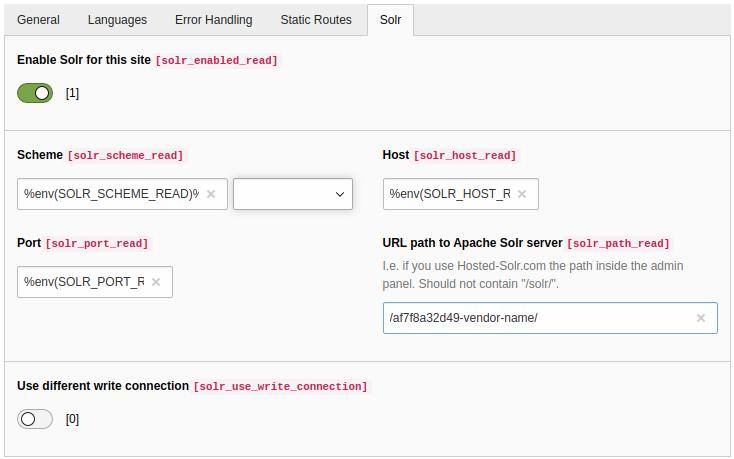 General Languages Error Handling Static Routes Solr
Enable Solr for this site [solr_enabled_read]
[1]
Scheme [solr_scheme_read]
Host [solr_host_read]
%env(SOLR_SCHEME_READ)%
%env(SOLR_HOST_R
Port [solr_port_read]
URL path to Apache Solr server [solr_path_read]
I.e. if you use Hosted-Solr.com the path inside the admin
panel. Should not contain "/solr/".
%env(SOLR_PORT_R
/af7f8a32d49-vendor-name/
Use different write connection [solr_use_write_connection]
[0]